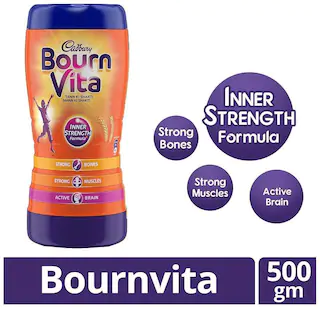 Cadbury
Bourn
Vita
INNER
STRENGTH
Formula
STRONG BONES
STRONG MUSCLES
ACTIVE BRAIN
INNER
STRENGTH
Formula
Strong
Bones
Strong
Muscles
Active
Brain
Bournvita
500
gm